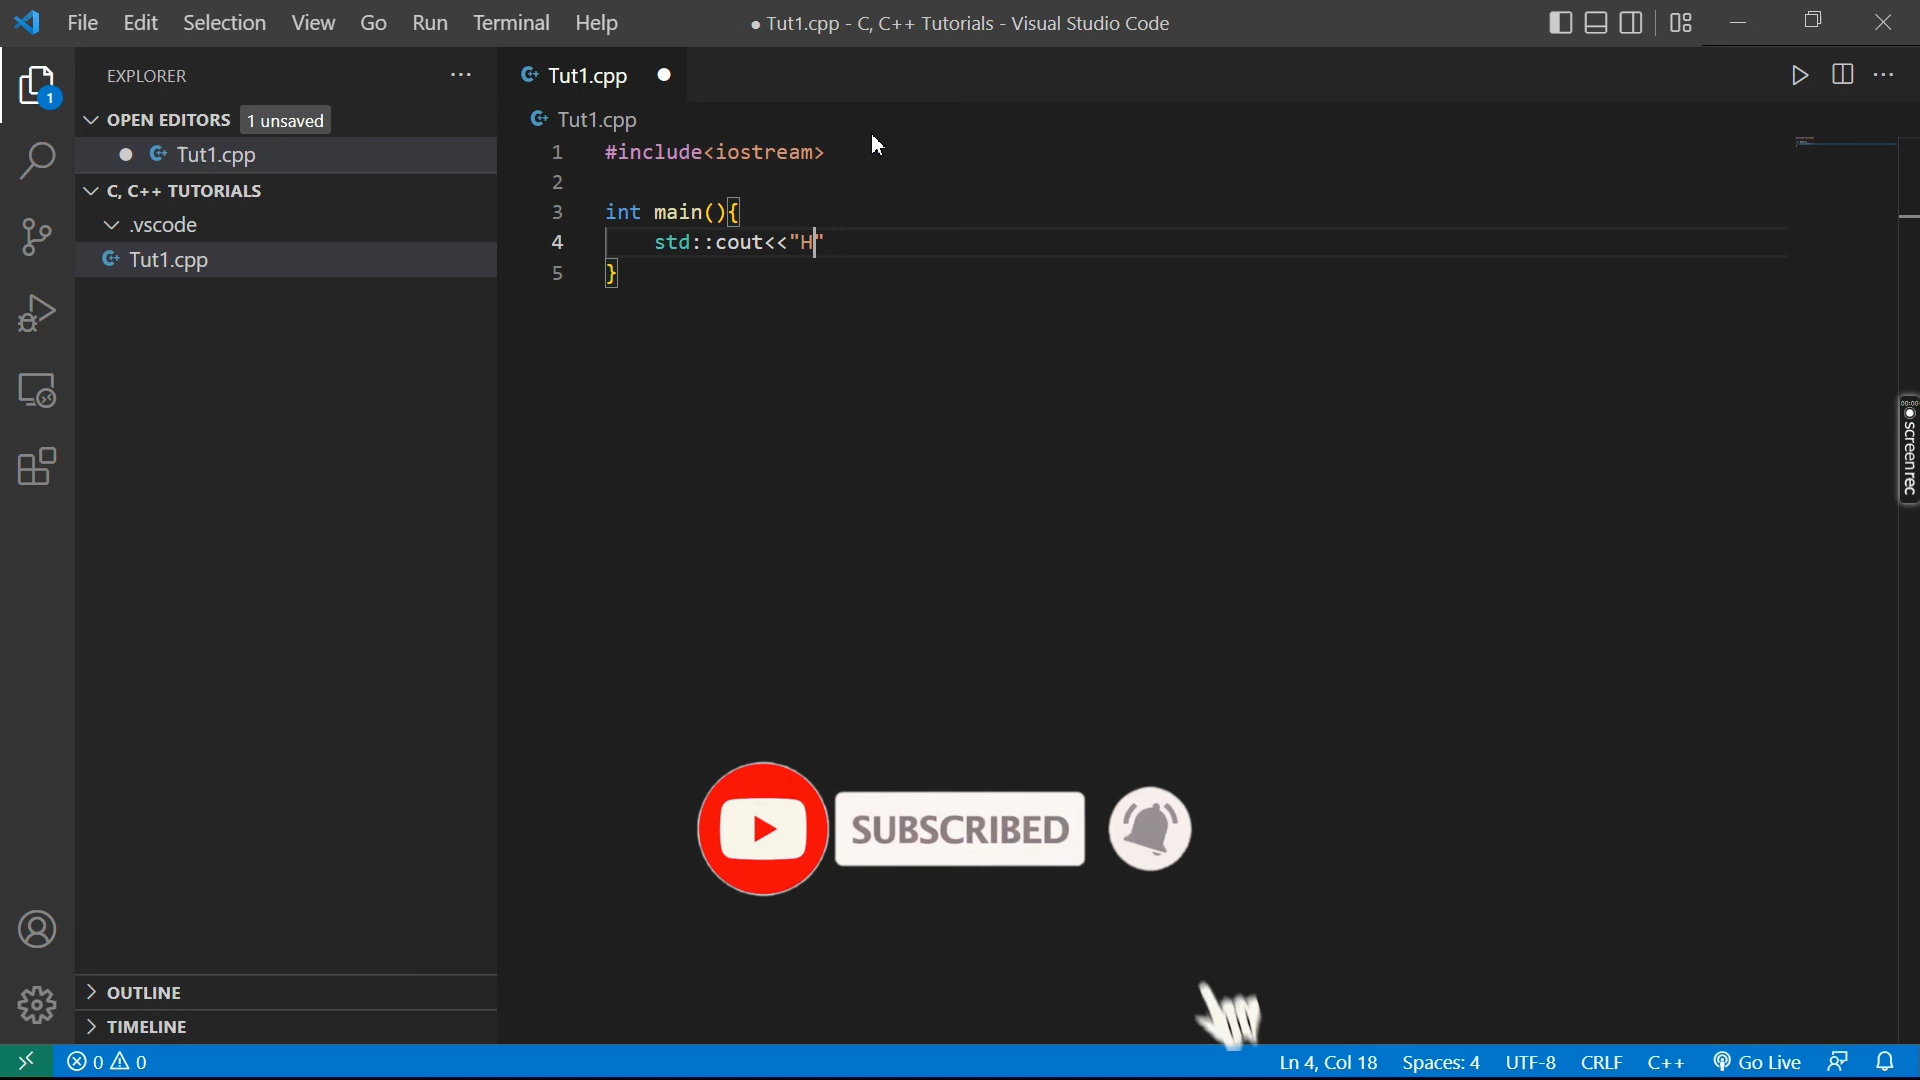 File Edit Selection View Go Run Terminal Help
● Tut1.cpp - C, C++ Tutorials - Visual Studio Code
EXPLORER
OPEN EDITORS 1 unsaved
Tut1.cpp
C, C++ TUTORIALS
.vscode
Tut1.cpp
OUTLINE
TIMELINE
1
Tut1.cpp
Tut1.cpp
1 #include<iostream>
2
3 int main(){
4 std::cout<<"H"
5 }
SUBSCRIBED
00:00
screenrec
0 0
Ln 4, Col 18 Spaces: 4 UTF-8 CRLF C++ Go Live